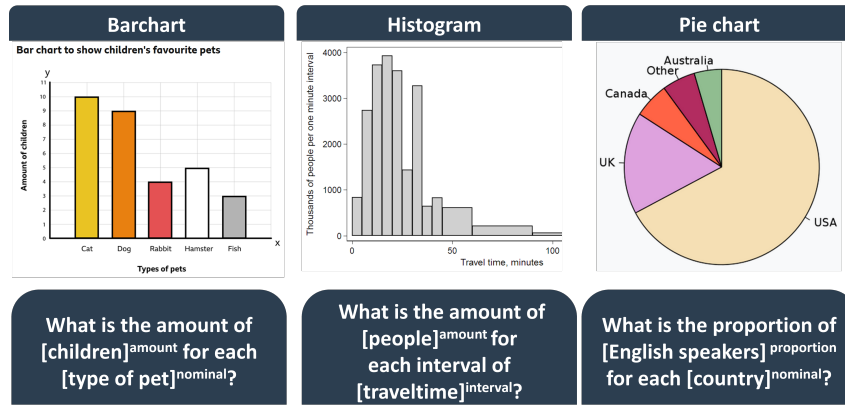 Barchart
Bar chart to show children's favourite pets
y
11
10
9
8
7
6
5
4
3
2
1
0
Amount of children
Cat Dog Rabbit Hamster Fish
x
Types of pets
What is the amount of
[children]amount for each
[type of pet]nominal?
Histogram
4000
3000
2000
1000
0
Thousands of people per one minute interval
0 50 100
Travel time, minutes
What is the amount of
[people]amount for
each interval of
[traveltime]interval?
Pie chart
Australia
Other
Canada
UK
USA
What is the proportion of
[English speakers] proportion
for each [country]nominal?